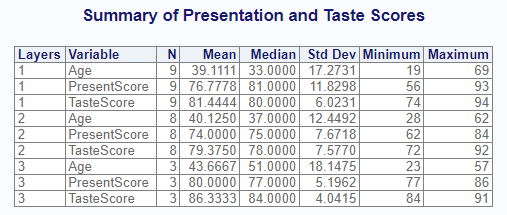 Summary of Presentation and Taste Scores
Layers Variable N Mean Median Std Dev Minimum Maximum
1 Age 9 39.1111 33.0000 17.2731 19 69
1 PresentScore 9 76.7778 81.0000 11.8298 56 93
1 TasteScore 9 81.4444 80.0000 6.0231 74 94
2 Age 8 40.1250 37.0000 12.4492 28 62
2 PresentScore 8 74.0000 75.0000 7.6718 62 84
2 TasteScore 8 79.3750 78.0000 7.5770 72 92
3 Age 3 43.6667 51.0000 18.1475 23 57
3 PresentScore 3 80.0000 77.0000 5.1962 77 86
3 TasteScore 3 86.3333 84.0000 4.0415 84 91